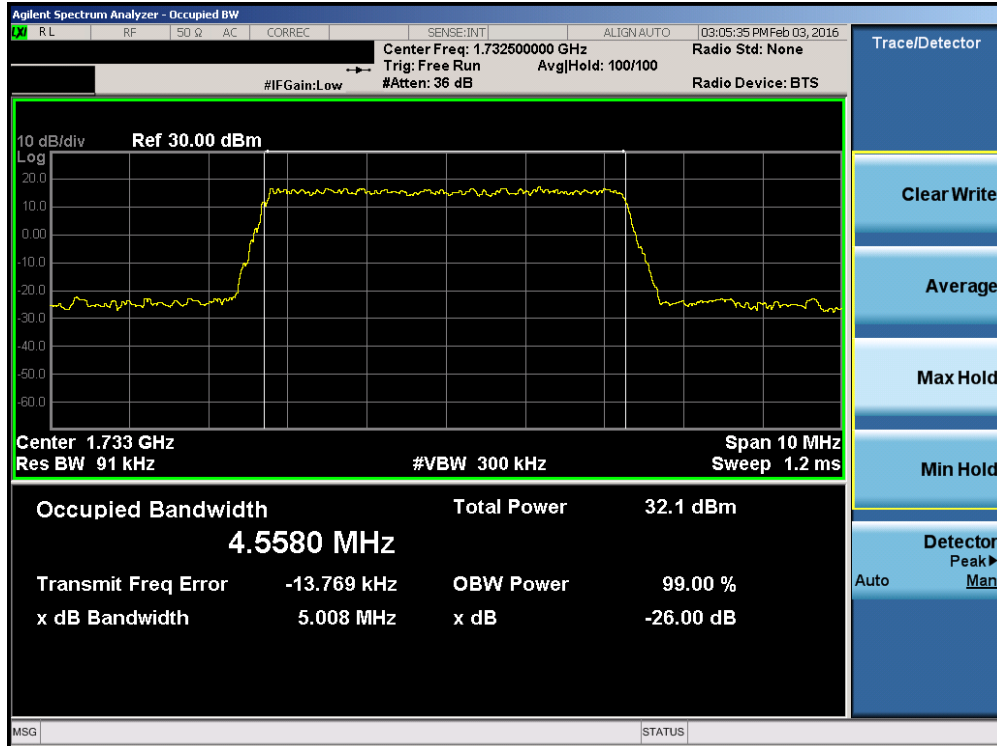 Agilent Spectrum Analyzer - Occupied BW
LXI RL RF 50 Ω AC CORREC SENSE:INT ALIGN AUTO 03:05:35 PM Feb 03, 2016
Center Freq: 1.732500000 GHz Radio Std: None
Trig: Free Run Avg|Hold: 100/100
#IFGain:Low #Atten: 36 dB Radio Device: BTS
10 dB/div Ref 30.00 dBm
Log
20.0
10.0
0.00
-10.0
-20.0
-30.0
-40.0
-50.0
-60.0
Center 1.733 GHz Span 10 MHz
Res BW 91 kHz #VBW 300 kHz Sweep 1.2 ms
Occupied Bandwidth Total Power 32.1 dBm
4.5580 MHz
Transmit Freq Error -13.769 kHz OBW Power 99.00 %
x dB Bandwidth 5.008 MHz x dB -26.00 dB
MSG STATUS
Trace/Detector
Clear Write
Average
Max Hold
Min Hold
Detector
Peak▶
Auto Man